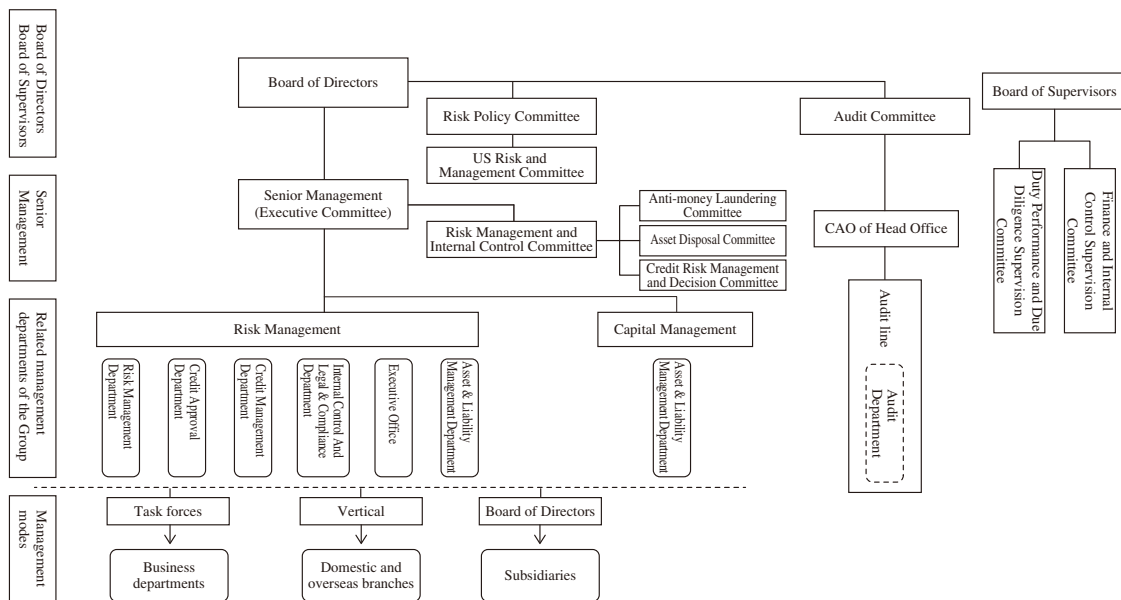 Board of Directors
Board of Supervisors
Board of Directors
Risk Policy
Committee
US Risk and
Management Committee
Audit Committee
Board of Supervisors
Duty Performance and Due
Diligence Supervision
Committee
Finance and Internal
Control Supervision
Committee
Senior
Management
Senior Management
(Executive Committee)
Risk Management and
Internal Control Committee
Anti-money Laundering
Committee
Asset Disposal Committee
Credit Risk Management
and Decision Committee
CAO of Head Office
Related management
departments of the Group
Risk Management
Capital Management
Risk Management
Department
Credit Approval
Department
Credit Management
Department
Internal Control And
Legal & Compliance
Department
Executive Office
Asset & Liability
Management Department
Asset & Liability
Management Department
Audit line
Audit
Department
Management
modes
Task forces
Vertical
Board of Directors
Business
departments
Domestic and
overseas branches
Subsidiaries